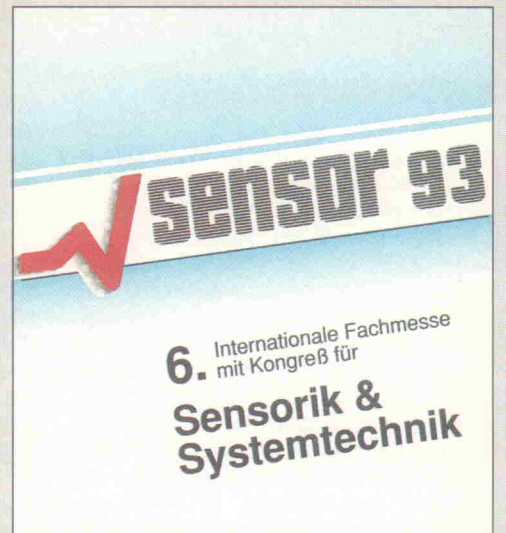 sensor 93
6. Internationale Fachmesse
mit Kongreß für
Sensorik &
Systemtechnik